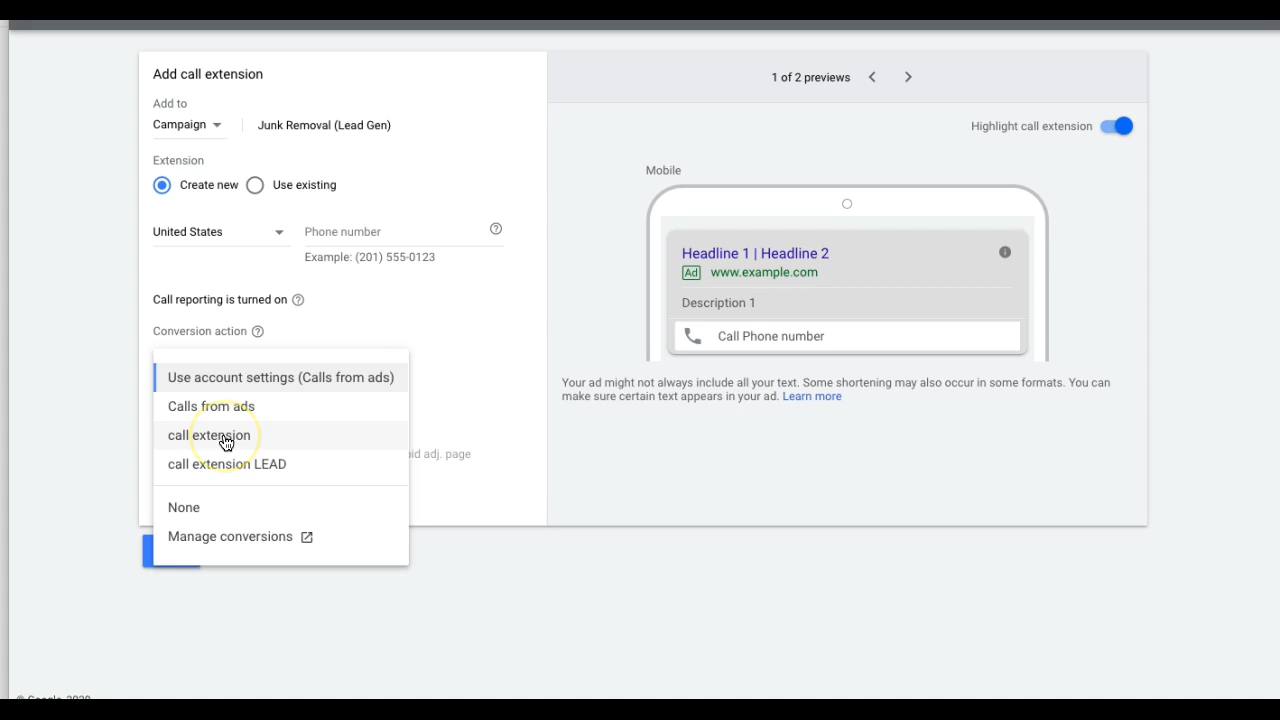 Add call extension
Add to
Campaign
Junk Removal (Lead Gen)
Extension
Create new
Use existing
United States
Phone number
Example: (201) 555-0123
Call reporting is turned on
Conversion action
Use account settings (Calls from ads)
Calls from ads
call extension
call extension LEAD
adj. page
None
Manage conversions
1 of 2 previews
Highlight call extension
Mobile
Headline 1 | Headline 2
Ad www.example.com
Description 1
Call Phone number
Your ad might not always include all your text. Some shortening may also occur in some formats. You can
make sure certain text appears in your ad. Learn more